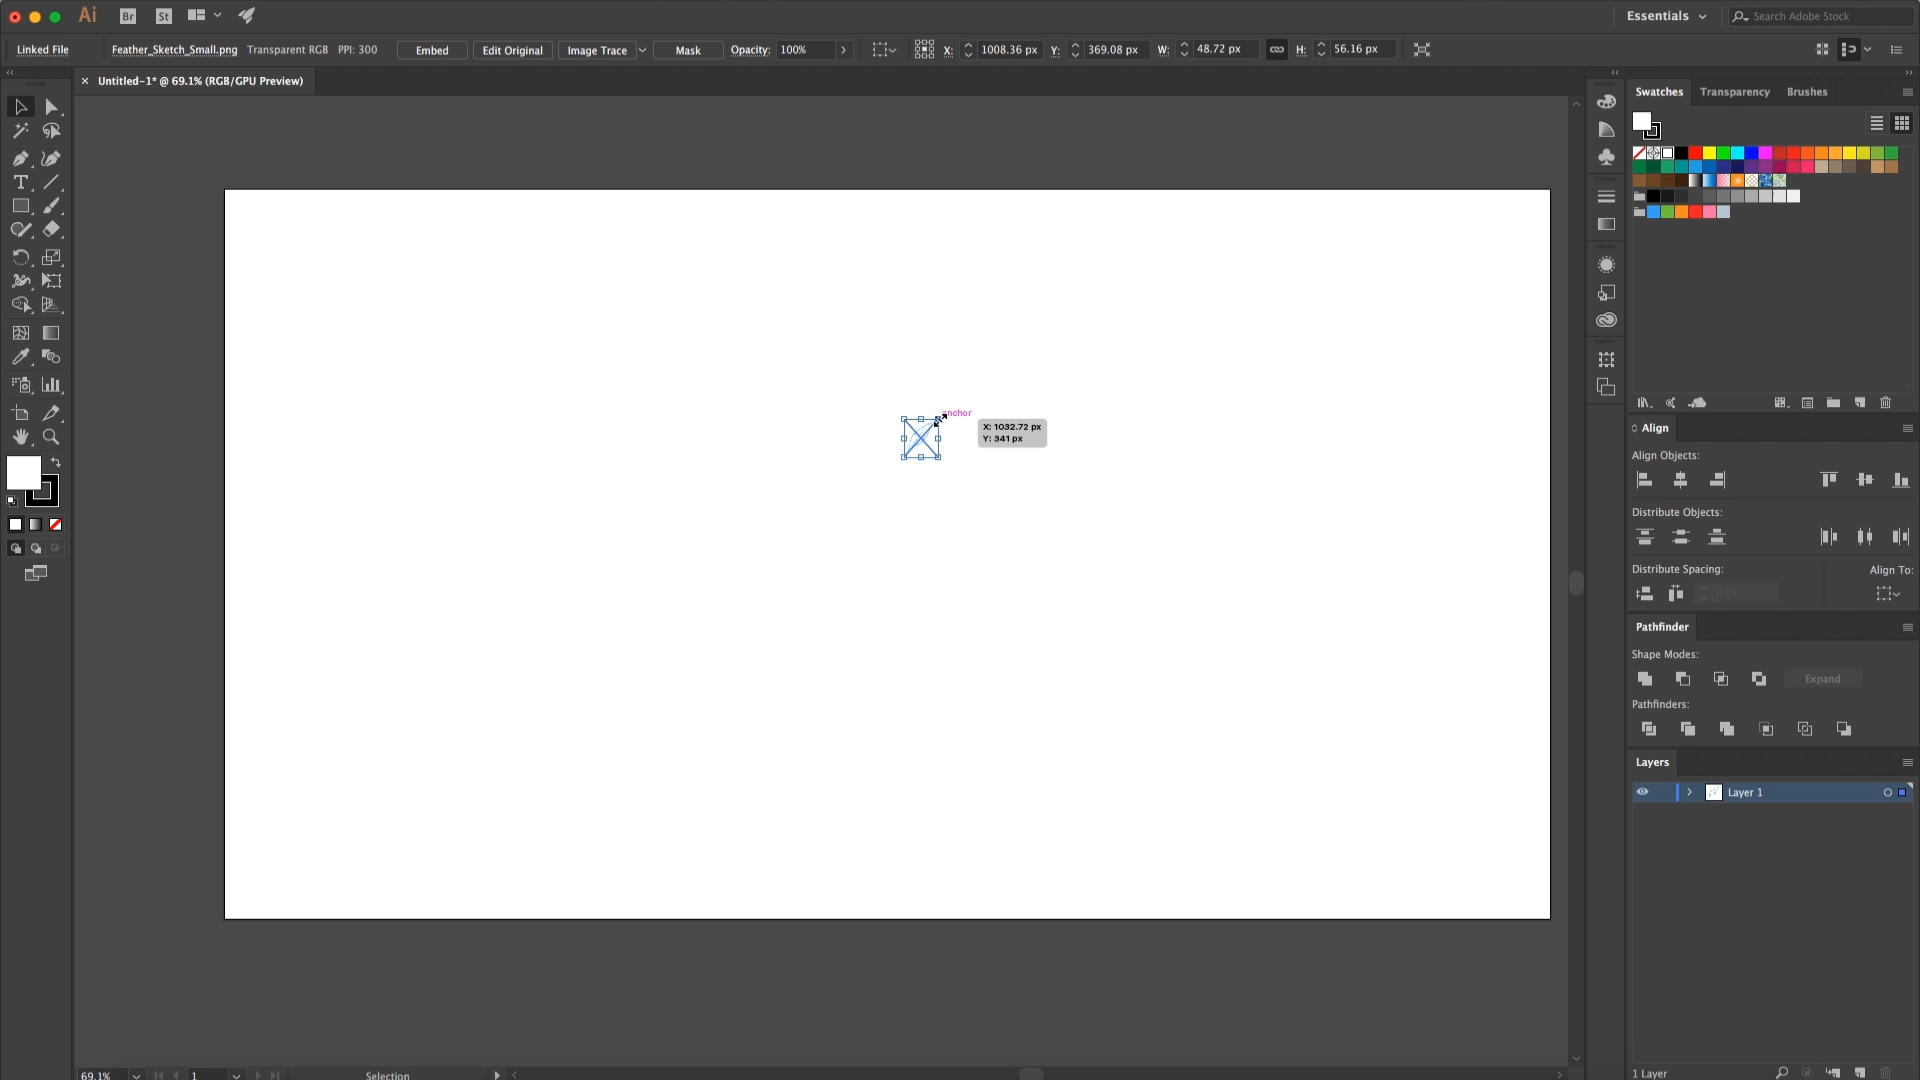 Ai Br St Essentials Search Adobe Stock
Linked File Feather_Sketch_Small.png Transparent RGB PPI: 300 Embed Edit Original Image Trace Mask Opacity: 100% X: 1008.36 px Y: 369.08 px W: 48.72 px H: 56.16 px
× Untitled-1* @ 69.1% (RGB/GPU Preview)
Swatches Transparency Brushes
anchor
X: 1032.72 px
Y: 341 px
Align
Align Objects:
Distribute Objects:
Distribute Spacing: Align To:
0 px
Pathfinder
Shape Modes:
Expand
Pathfinders:
Layers
Layer 1
69.1% 1 Selection 1 Layer